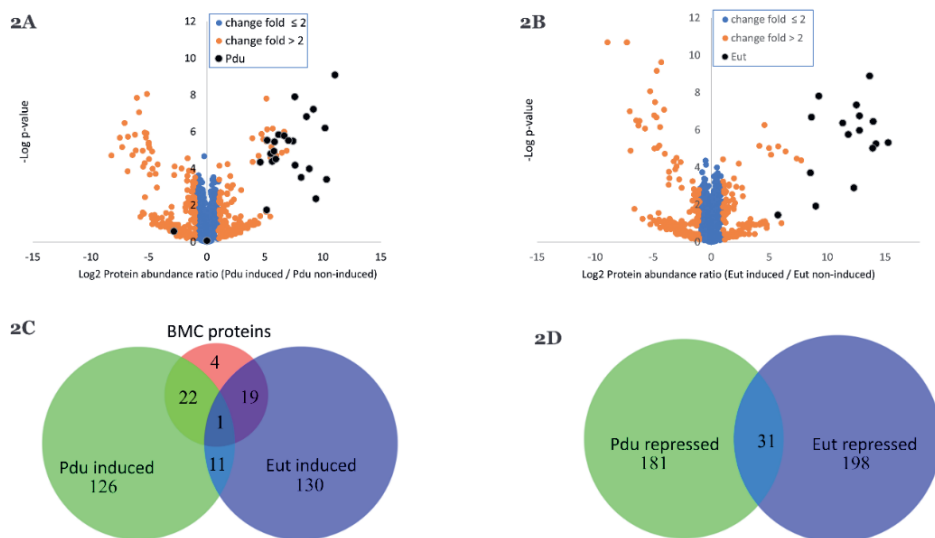 2A
12
10
8
6
4
2
0
-15
-10
-5
0
5
10
15
-Log p-value
change fold ≤ 2
change fold > 2
Pdu
Log2 Protein abundance ratio (Pdu induced / Pdu non-induced)
2B
12
10
8
6
4
2
0
-15
-10
-5
0
5
10
15
-Log p-value
change fold ≤ 2
change fold > 2
Eut
Log2 Protein abundance ratio (Eut induced / Eut non-induced)
2C
BMC proteins
4
22
19
1
11
Pdu induced
126
Eut induced
130
2D
Pdu repressed
181
31
Eut repressed
198